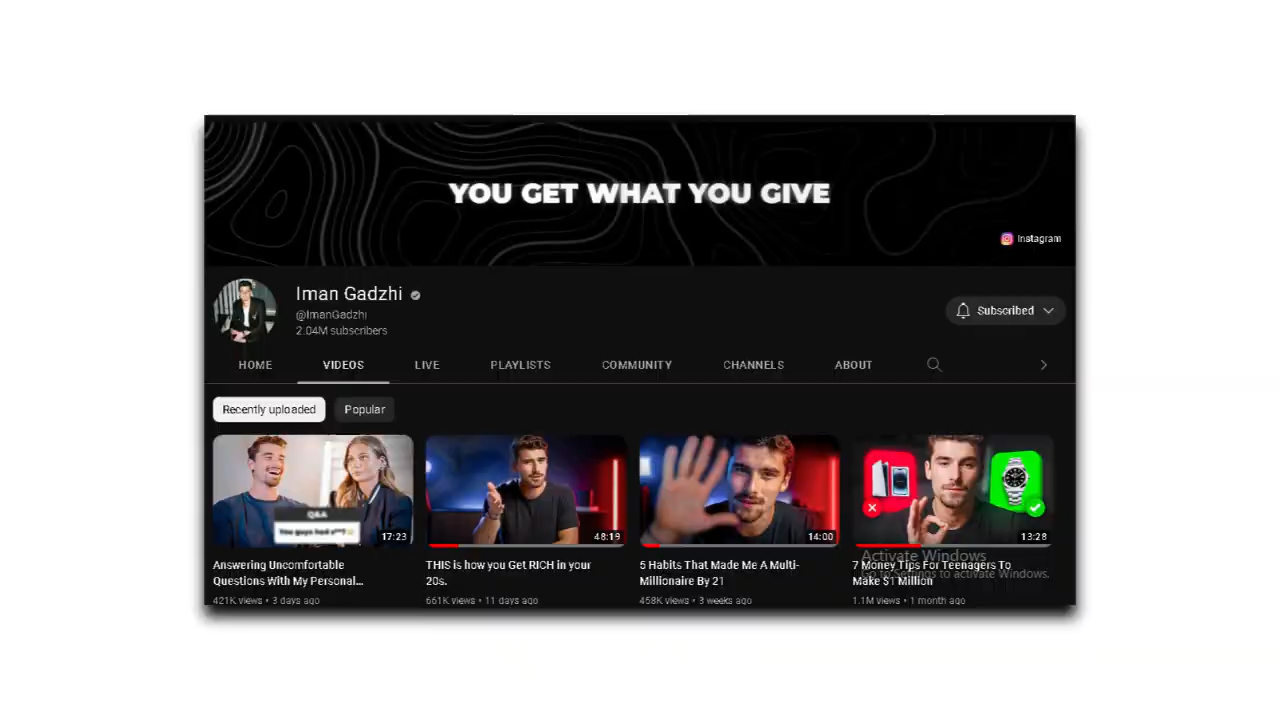 YOU GET WHAT YOU GIVE
Instagram
Iman Gadzhi
@ImanGadzhi
2.04M subscribers
Subscribed
HOME VIDEOS LIVE PLAYLISTS COMMUNITY CHANNELS ABOUT
Recently uploaded Popular
Q&A
You guys had s**?
17:23
48:19
14:00
13:28
Answering Uncomfortable
Questions With My Personal...
421K views • 3 days ago
THIS is how you Get RICH in your
20s.
661K views • 11 days ago
5 Habits That Made Me A Multi-
Millionaire By 21
458K views • 3 weeks ago
7 Money Tips For Teenagers To
Make $1 Million
1.1M views • 1 month ago
Activate Windows
Go to Settings to activate Windows.